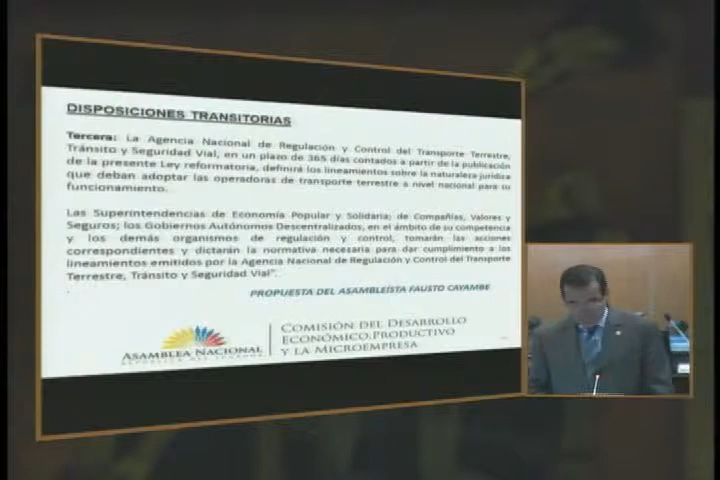 DISPOSICIONES TRANSITORIAS
Tercera: La Agencia Nacional de Regulación y Control del Transporte Terrestre,
Tránsito y Seguridad Vial, en un plazo de 365 días contados a partir de la publicación
de la presente Ley reformatoria, definirá los lineamientos sobre la naturaleza jurídica
que deban adoptar las operadoras de transporte terrestre a nivel nacional para su
funcionamiento.
Las Superintendencias de Economía Popular y Solidaria; de Compañías, Valores y
Seguros; los Gobiernos Autónomos Descentralizados, en el ámbito de su competencia
y los demás organismos de regulación y control, tomarán las acciones
correspondientes y dictarán la normativa necesaria para dar cumplimiento a los
lineamientos emitidos por la Agencia Nacional de Regulación y Control del Transporte
Terrestre, Tránsito y Seguridad Vial".
PROPUESTA DEL ASAMBLEÍSTA FAUSTO CAYAMBE
ASAMBLEA NACIONAL
REPÚBLICA DEL ECUADOR
COMISIÓN DEL DESARROLLO
ECONÓMICO, PRODUCTIVO
Y LA MICROEMPRESA